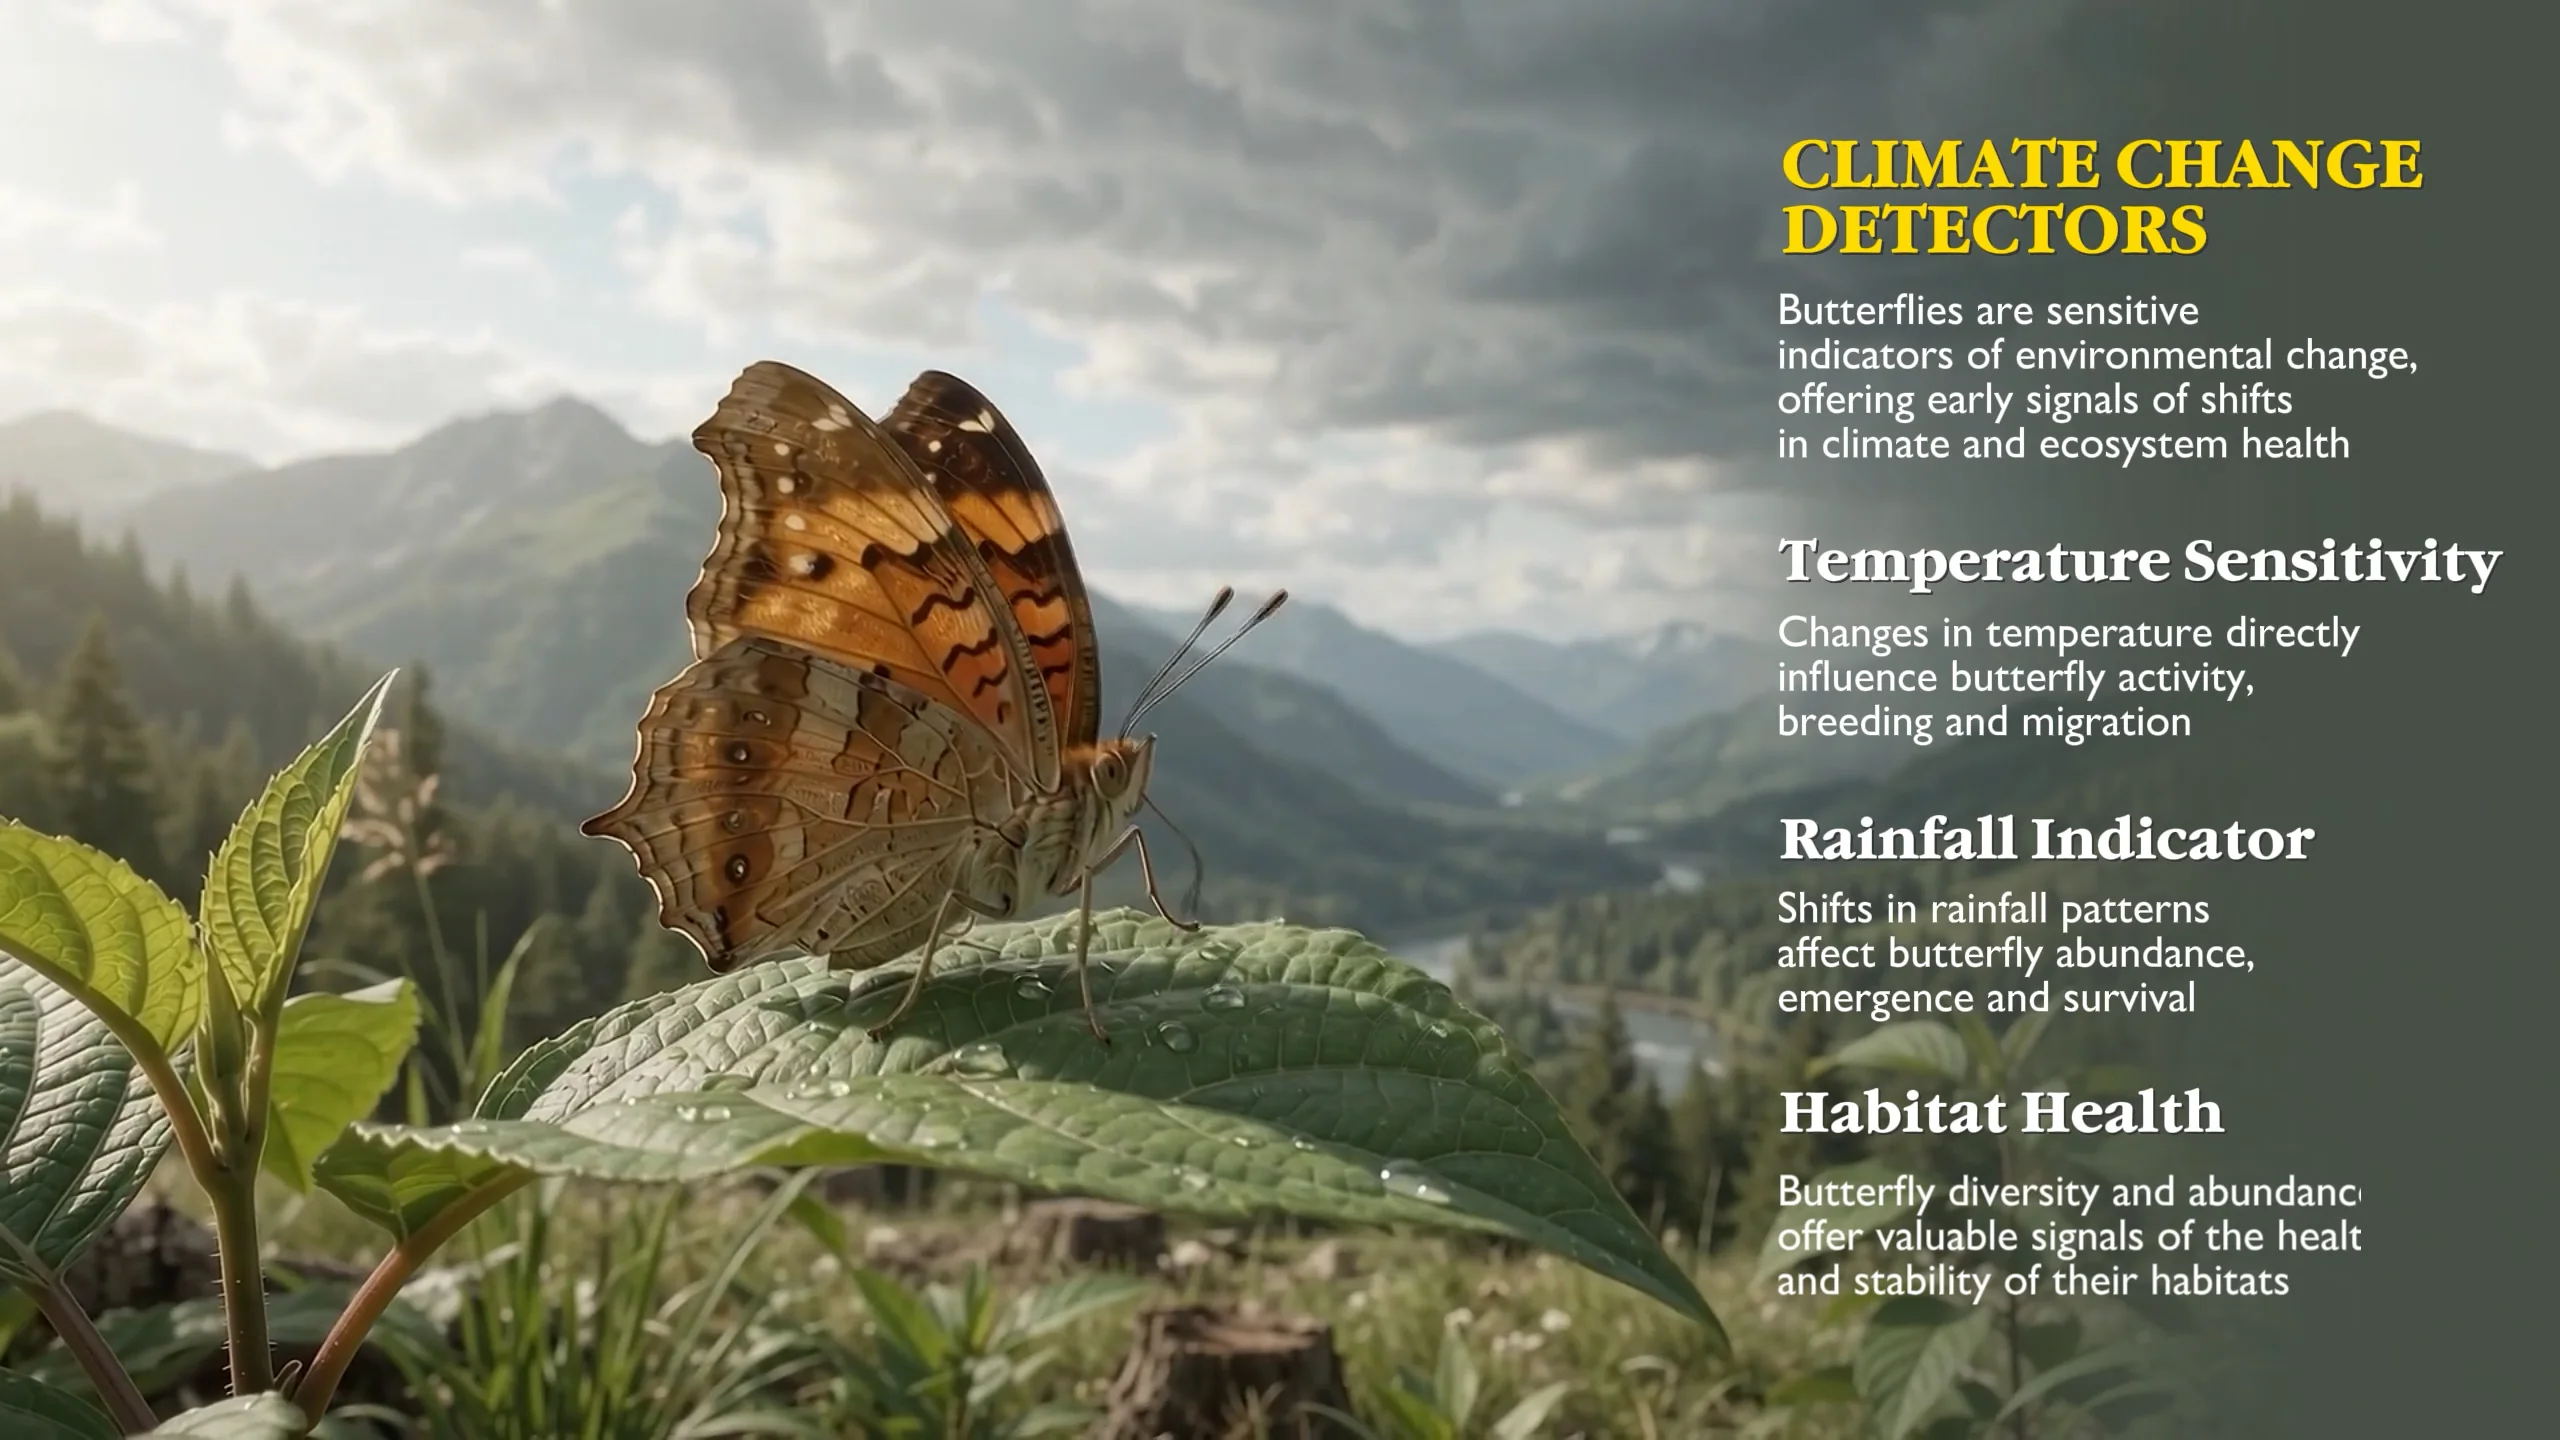 CLIMATE CHANGE
DETECTORS
Butterflies are sensitive
indicators of environmental change,
offering early signals of shifts
in climate and ecosystem health
Temperature Sensitivity
Changes in temperature directly
influence butterfly activity,
breeding and migration
Rainfall Indicator
Shifts in rainfall patterns
affect butterfly abundance,
emergence and survival
Habitat Health
Butterfly diversity and abundanc
offer valuable signals of the healt
and stability of their habitats